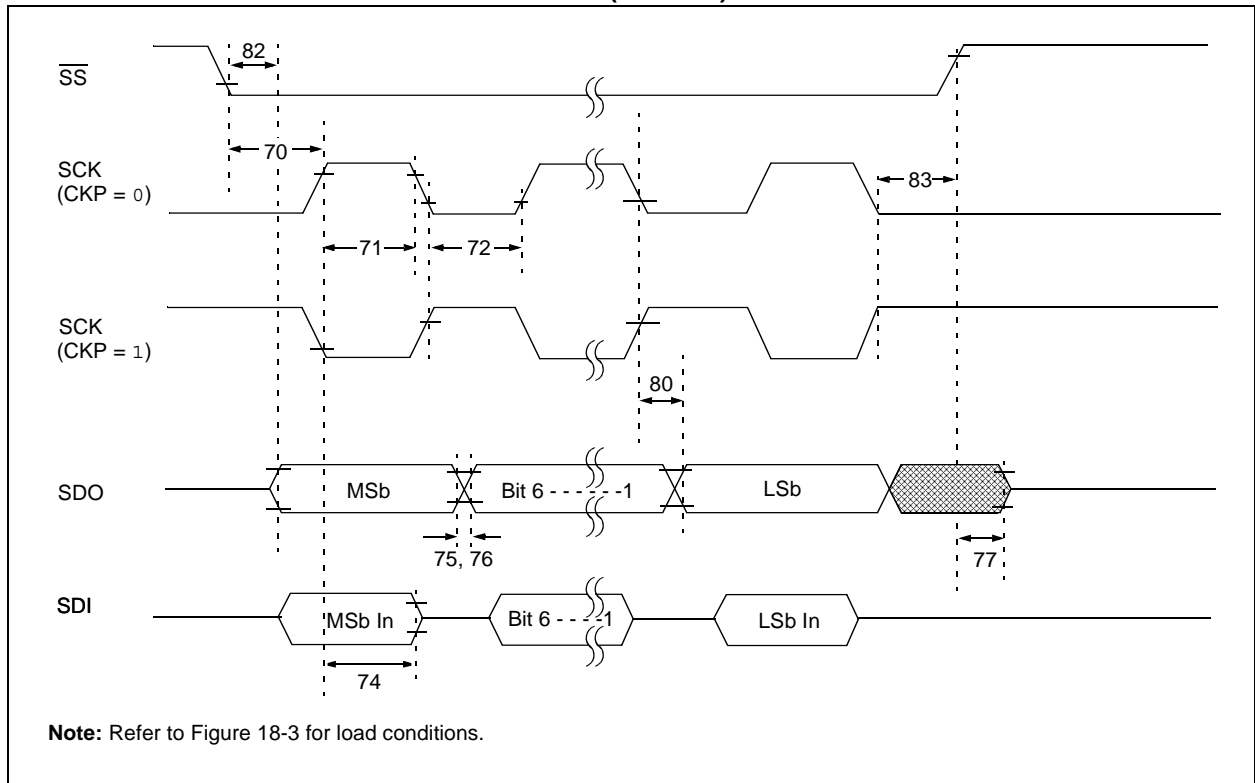 82
SS
70
SCK
(CKP = 0)
83
71
72
SCK
(CKP = 1)
80
SDO
MSb
Bit 6 - - - - - -1
LSb
75, 76
77
SDI
MSb In
Bit 6 - - - -1
LSb In
74
Note: Refer to Figure 18-3 for load conditions.